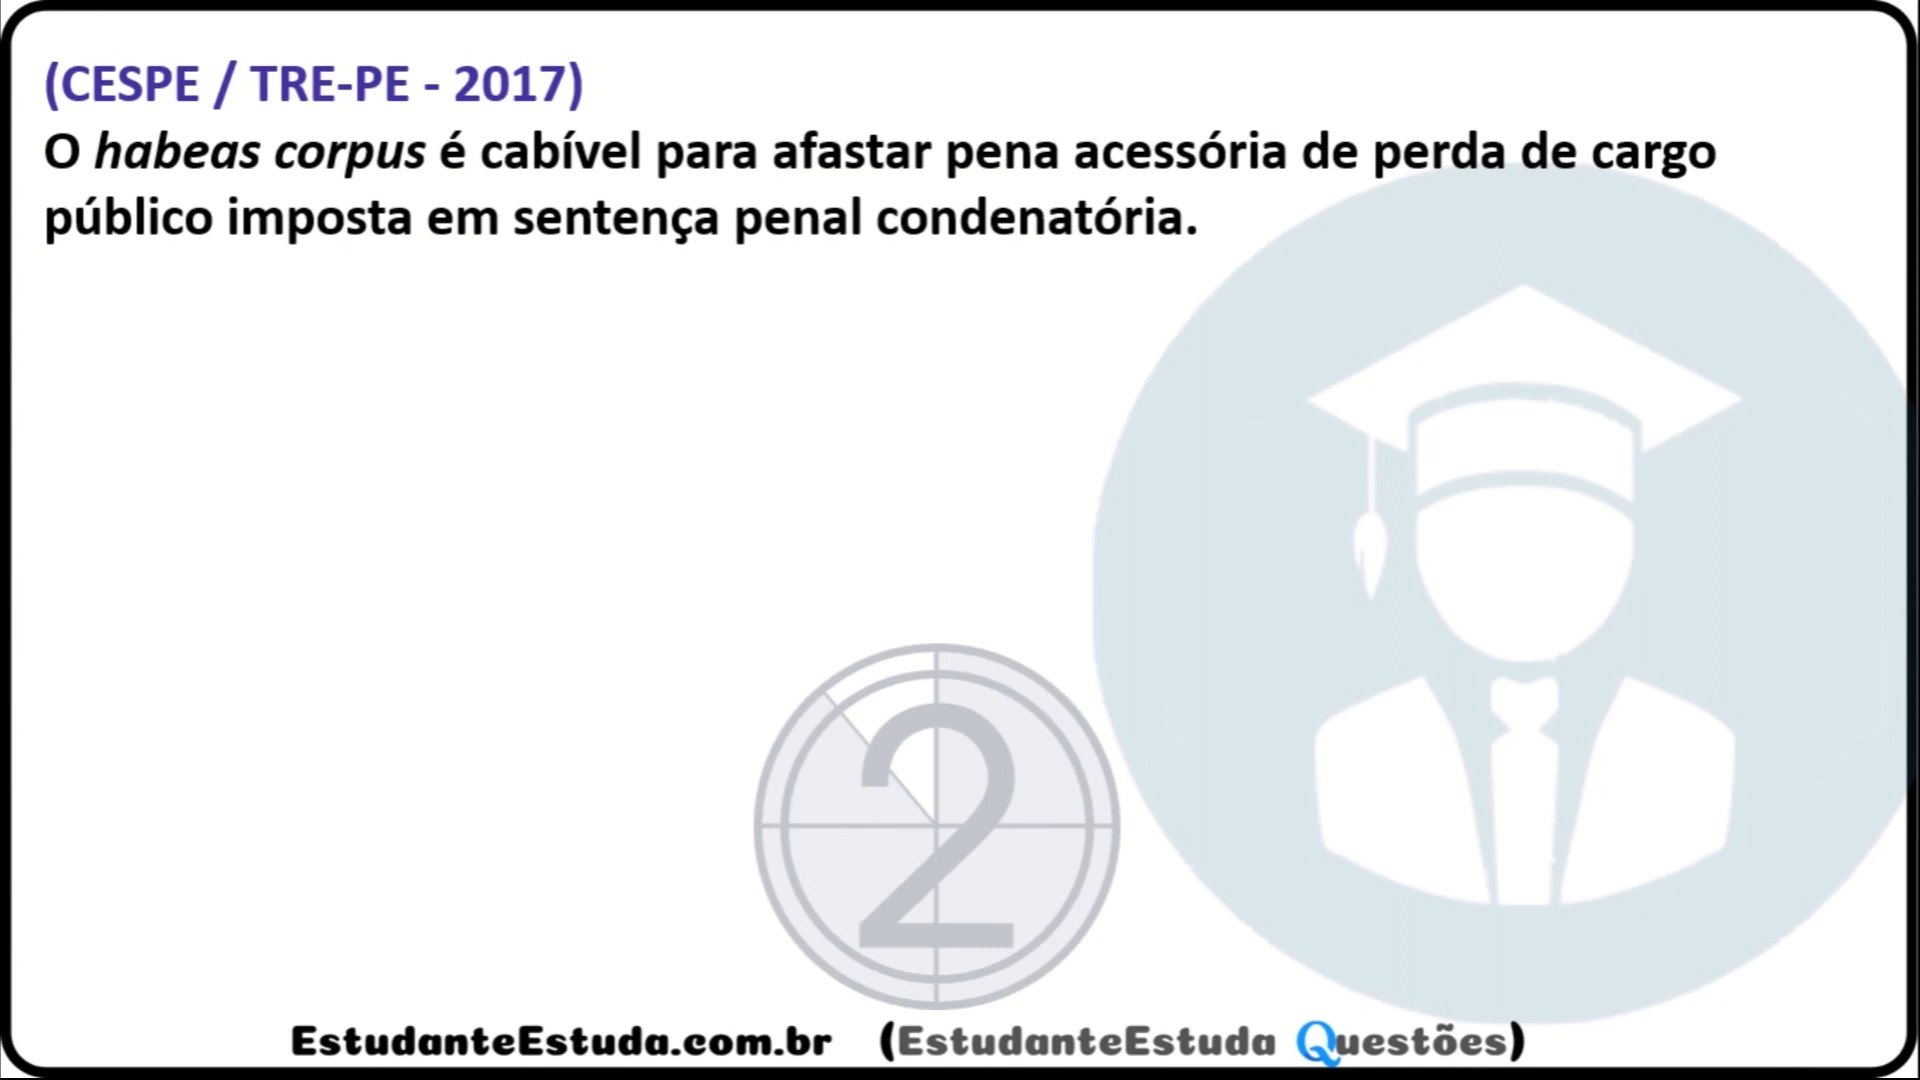 (CESPE / TRE-PE - 2017)
O habeas corpus é cabível para afastar pena acessória de perda de cargo
público imposta em sentença penal condenatória.
2
EstudanteEstuda.com.br (EstudanteEstuda Questões)